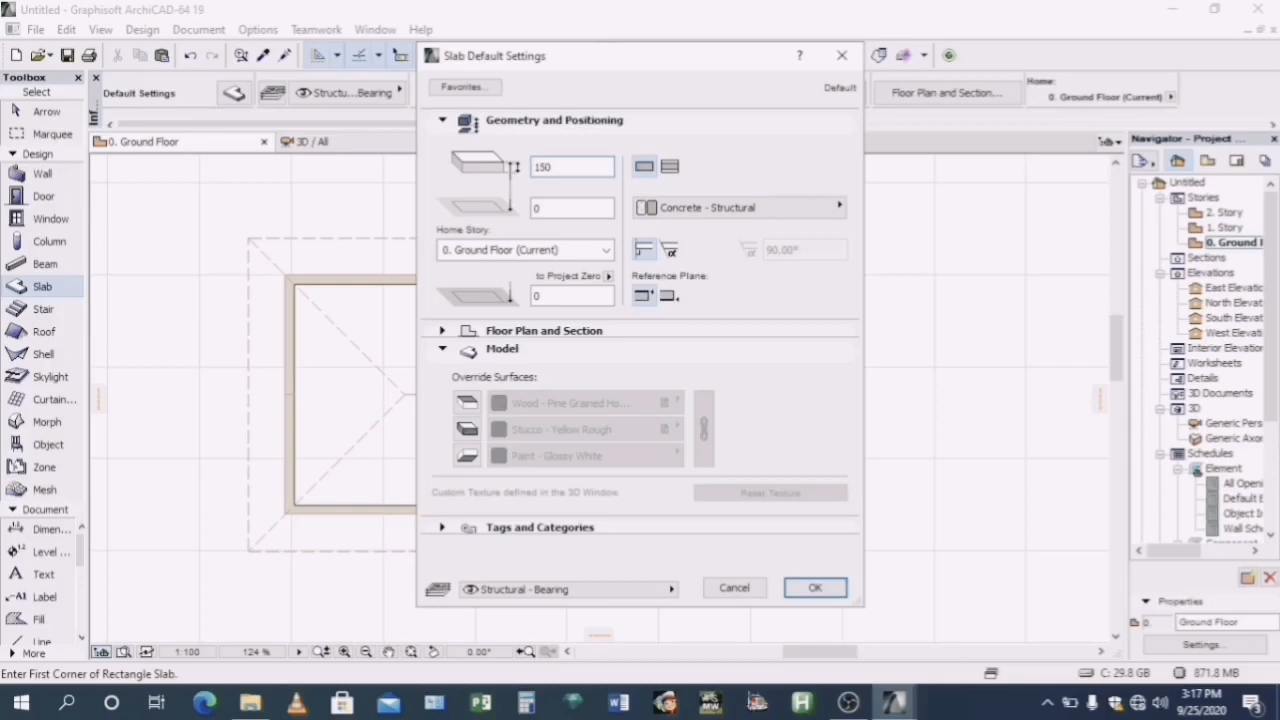 Untitled - Graphisoft ArchiCAD-64 19
File Edit View Design Document Options Teamwork Window Help
Toolbox
Select
Arrow
Marquee
Design
Wall
Door
Window
Column
Beam
Slab
Stair
Roof
Shell
Skylight
Curtain...
Morph
Object
Zone
Mesh
Document
Dimen...
Level ...
Text
Label
Fill
Line
More
Default Settings
Structu...Bearing
Floor Plan and Section...
Home:
0. Ground Floor (Current)
0. Ground Floor
3D / All
Slab Default Settings
?
Favorites...
Default
Geometry and Positioning
150
0
Concrete - Structural
Home Story:
0. Ground Floor (Current)
90.00°
to Project Zero
Reference Plane:
0
Floor Plan and Section
Model
Override Surfaces:
Wood - Pine Grained Ho...
Stucco - Yellow Rough
Paint - Glossy White
Custom Texture defined in the 3D Window
Reset Texture
Tags and Categories
Structural - Bearing
Cancel
OK
Navigator - Project ...
Untitled
Stories
2. Story
1. Story
0. Ground
Sections
Elevations
East Elevatio
North Elevat
South Elevat
West Elevati
Interior Elevation
Worksheets
Details
3D Documents
3D
Generic Pers
Generic Axor
Schedules
Element
All Openi
Default E
Object In
Wall Sche
Properties
0. Ground Floor
Settings...
1:100
124 %
0.00°
Enter First Corner of Rectangle Slab.
C: 29.8 GB
871.8 MB
3:17 PM
9/25/2020
3